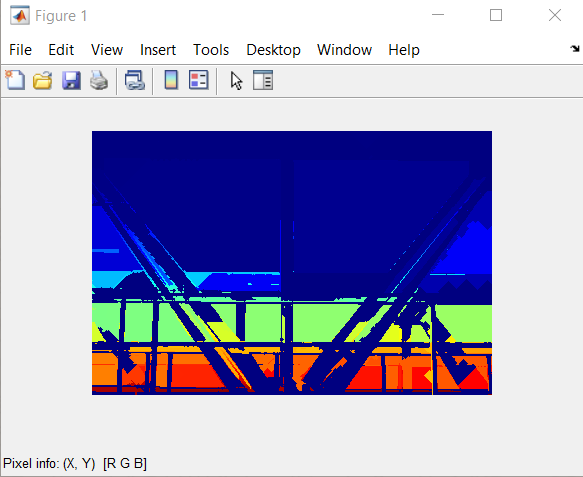 Figure 1
File Edit View Insert Tools Desktop Window Help
Pixel info: (X, Y) [R G B]